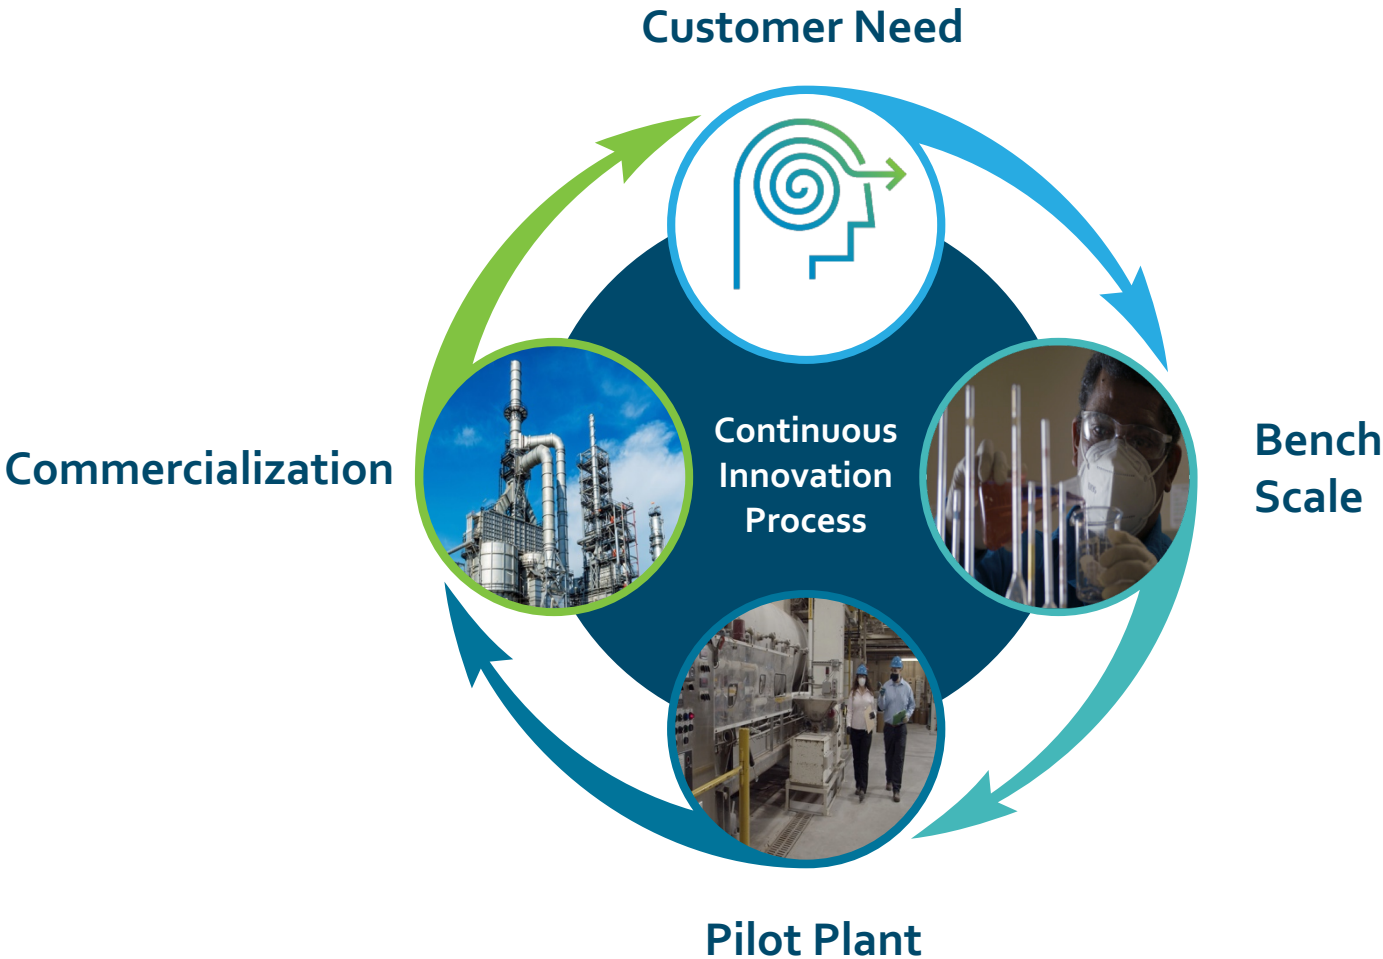 Customer Need
Continuous
Innovation
Process
Bench
Scale
Commercialization
Pilot Plant